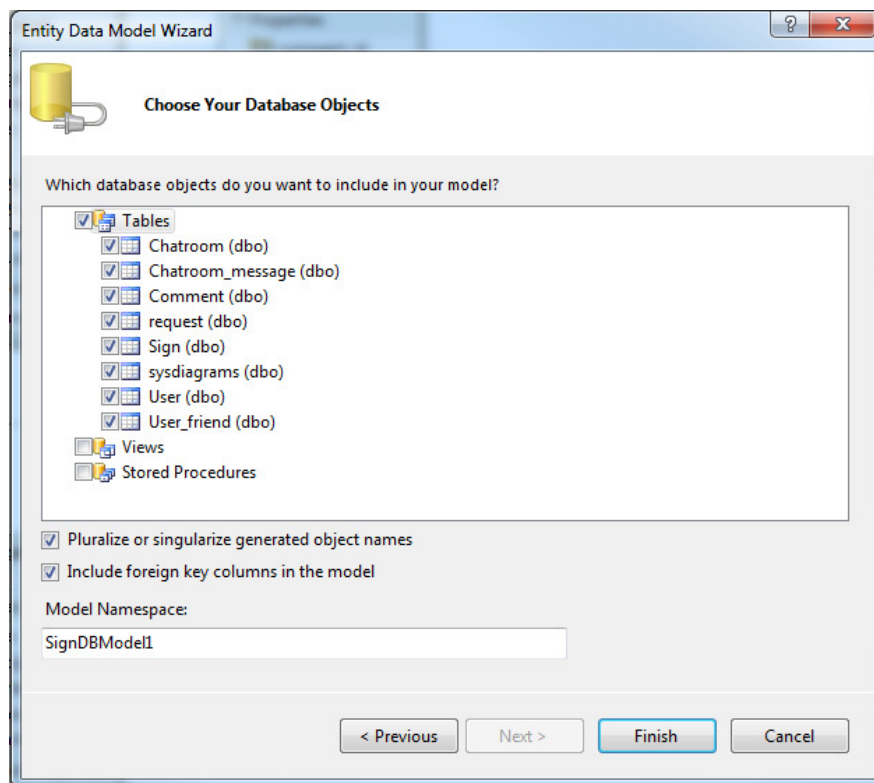 Entity Data Model Wizard
Choose Your Database Objects
Which database objects do you want to include in your model?
Tables
Chatroom (dbo)
Chatroom_message (dbo)
Comment (dbo)
request (dbo)
Sign (dbo)
sysdiagrams (dbo)
User (dbo)
User_friend (dbo)
Views
Stored Procedures
Pluralize or singularize generated object names
Include foreign key columns in the model
Model Namespace:
SignDBModel1
< Previous Next > Finish Cancel